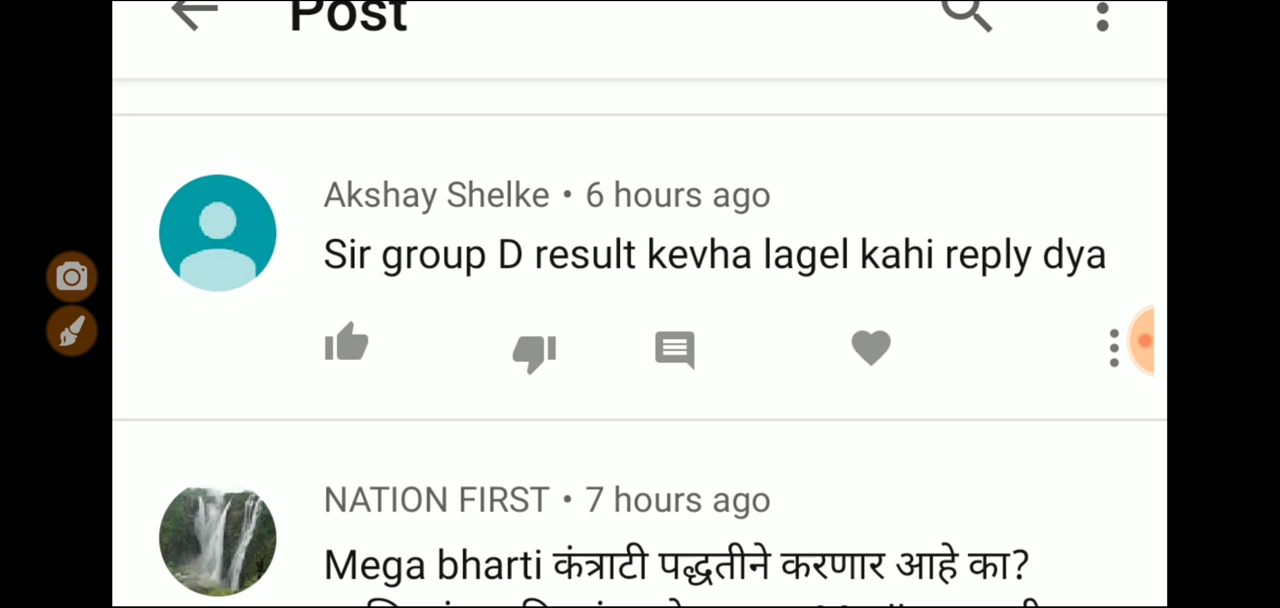 Post
Akshay Shelke • 6 hours ago
Sir group D result kevha lagel kahi reply dya
NATION FIRST • 7 hours ago
Mega bharti कंत्राटी पद्धतीने करणार आहे का?